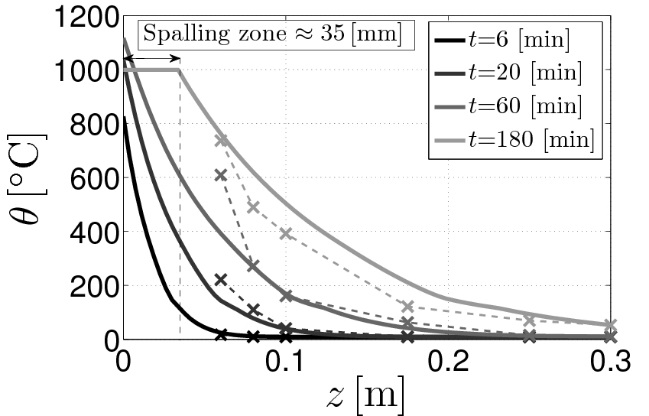 1200
Spalling zone ≈ 35 [mm]
t=6 [min]
t=20 [min]
t=60 [min]
t=180 [min]
1000
800
600
400
200
0
θ [°C]
0 0.1 0.2 0.3
z [m]